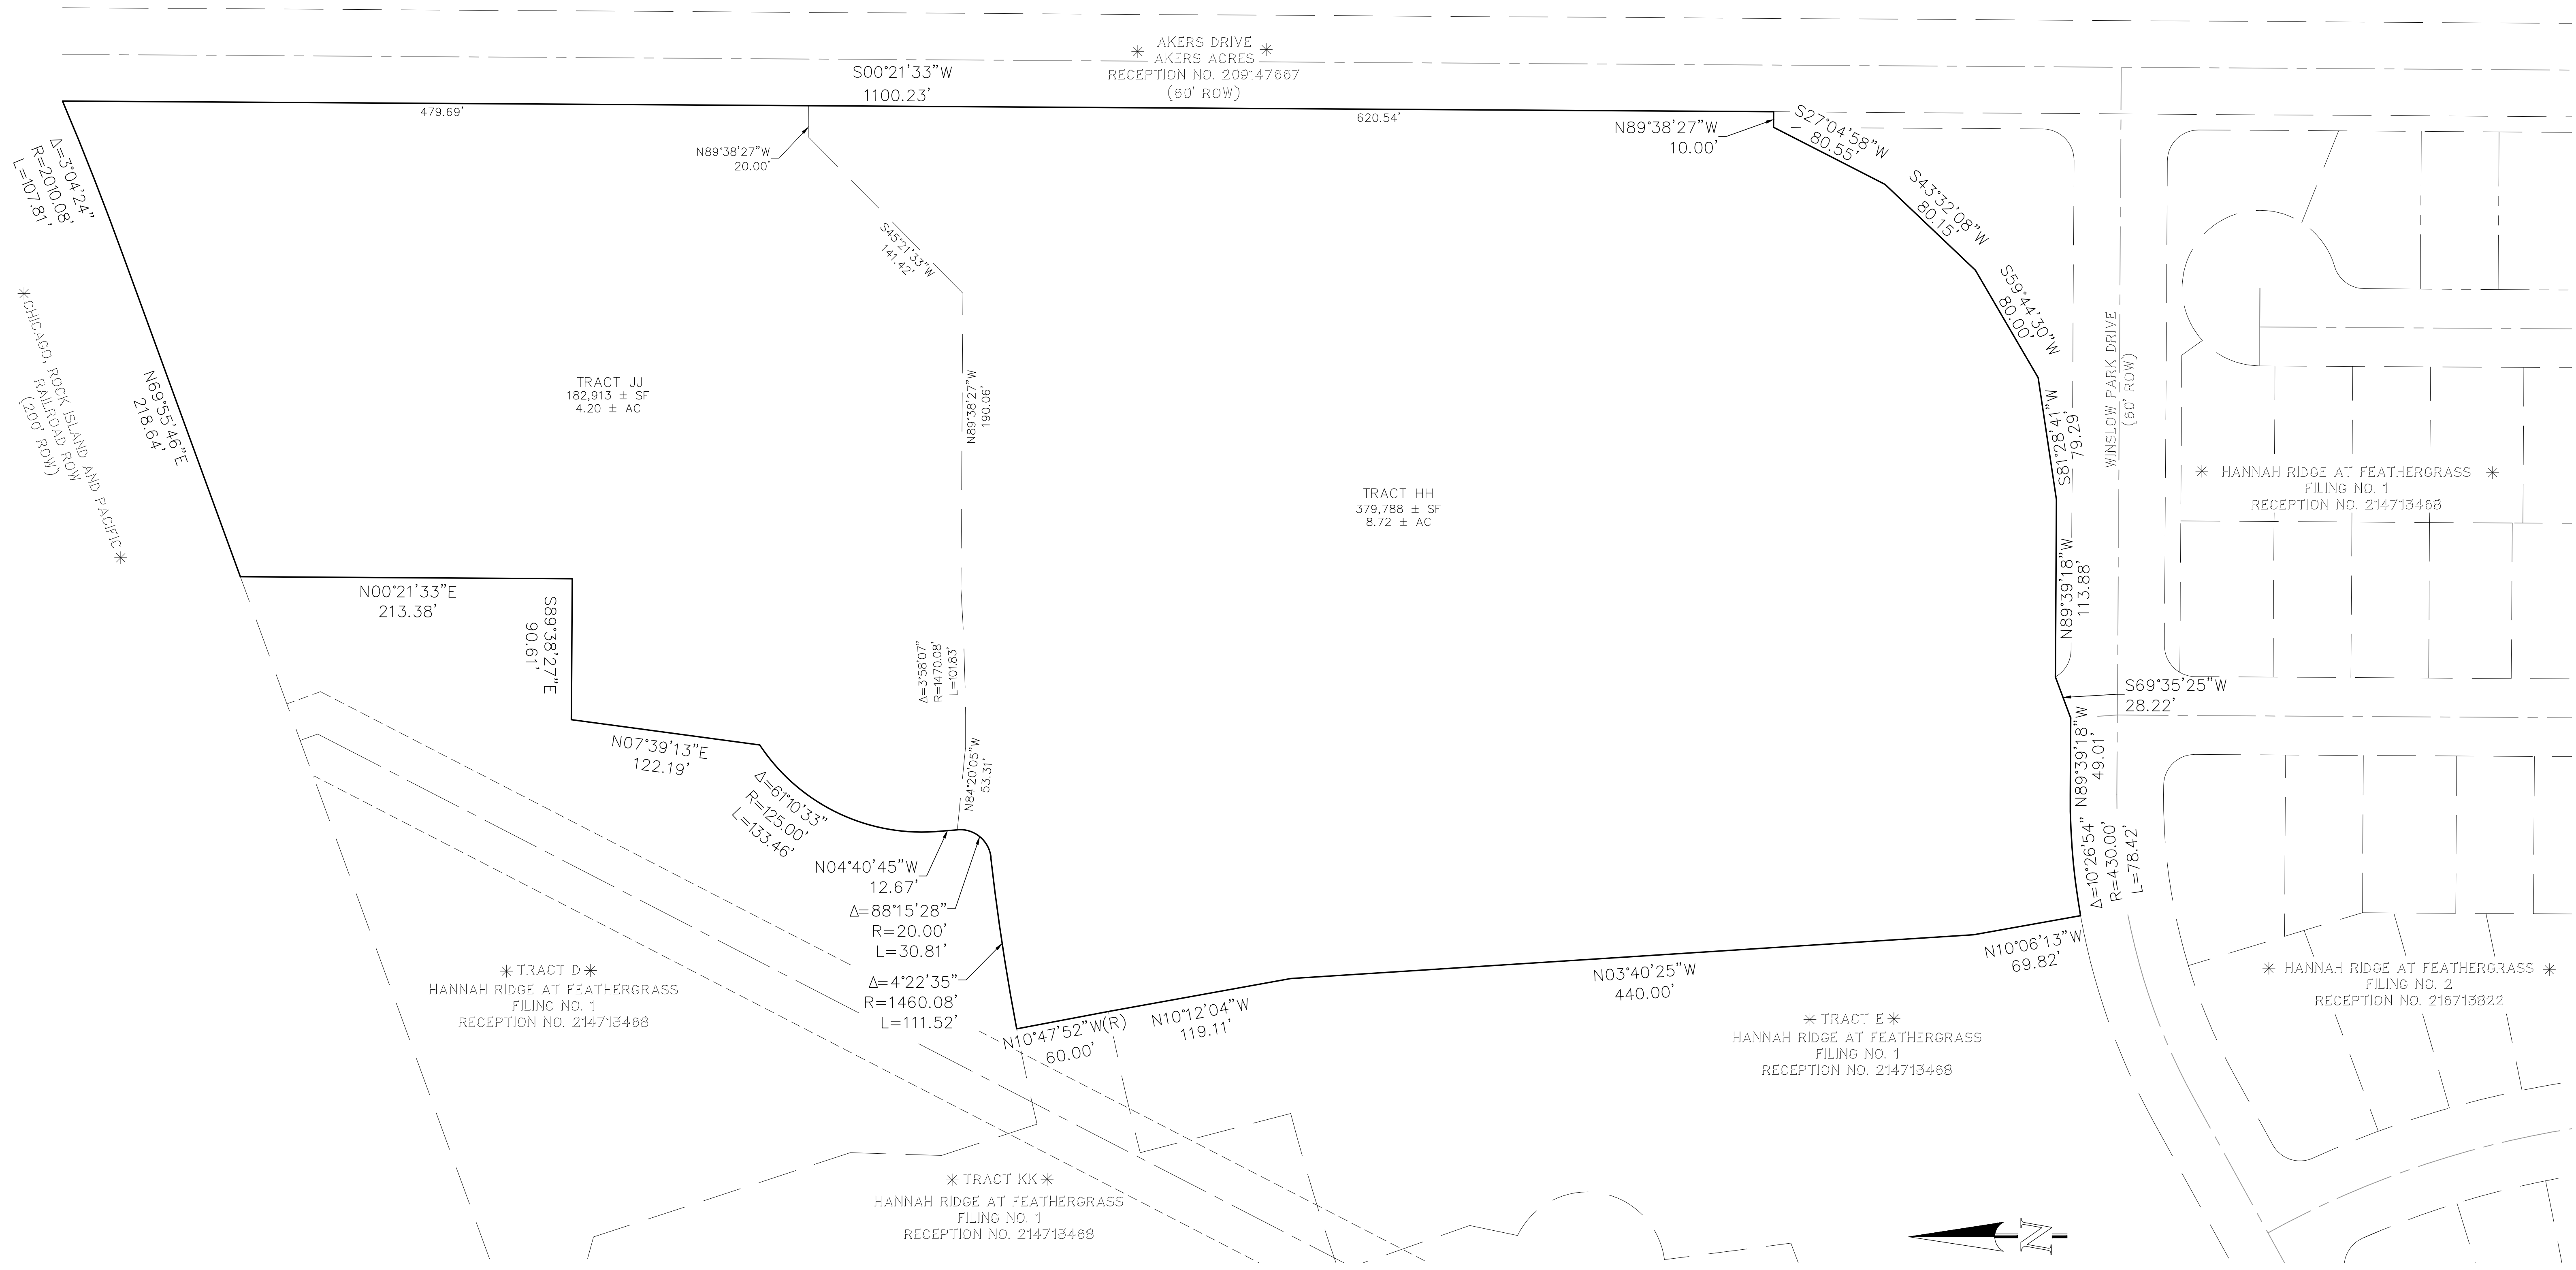 * AKERS DRIVE *
AKERS ACRES
RECEPTION NO. 209147667
(60' ROW)
S00°21'33"W
1100.23'
479.69'
620.54'
N89°38'27"W
10.00'
N89°38'27"W
20.00'
S27°04'58"W
80.55'
S43°32'08"W
80.15'
S59°44'30"W
80.00'
S81°28'41"W
79.29'
N89°39'18"W
113.88'
S69°35'25"W
28.22'
N89°39'18"W
49.01'
Δ=10°26'54"
R=430.00'
L=78.42'
WINSLOW PARK DRIVE
(60' ROW)
* HANNAH RIDGE AT FEATHERGRASS *
FILING NO. 1
RECEPTION NO. 214713468
* HANNAH RIDGE AT FEATHERGRASS *
FILING NO. 2
RECEPTION NO. 216713822
Δ=3°04'24"
R=2010.08'
L=107.81'
N69°55'46"E
218.64'
*CHICAGO, ROCK ISLAND AND PACIFIC*
RAILROAD ROW
(200' ROW)
TRACT JJ
182,913 ± SF
4.20 ± AC
S45°21'33"W
141.42'
N89°38'27"W
190.06'
TRACT HH
379,788 ± SF
8.72 ± AC
N00°21'33"E
213.38'
S89°38'27"E
90.61'
N07°39'13"E
122.19'
Δ=61°10'33"
R=125.00'
L=133.46'
Δ=3°58'07"
R=1470.08'
L=101.83'
N84°20'05"W
53.31'
N04°40'45"W
12.67'
Δ=88°15'28"
R=20.00'
L=30.81'
Δ=4°22'35"
R=1460.08'
L=111.52'
N10°47'52"W(R)
60.00'
N10°12'04"W
119.11'
N03°40'25"W
440.00'
N10°06'13"W
69.82'
* TRACT D *
HANNAH RIDGE AT FEATHERGRASS
FILING NO. 1
RECEPTION NO. 214713468
* TRACT E *
HANNAH RIDGE AT FEATHERGRASS
FILING NO. 1
RECEPTION NO. 214713468
* TRACT KK *
HANNAH RIDGE AT FEATHERGRASS
FILING NO. 1
RECEPTION NO. 214713468
N